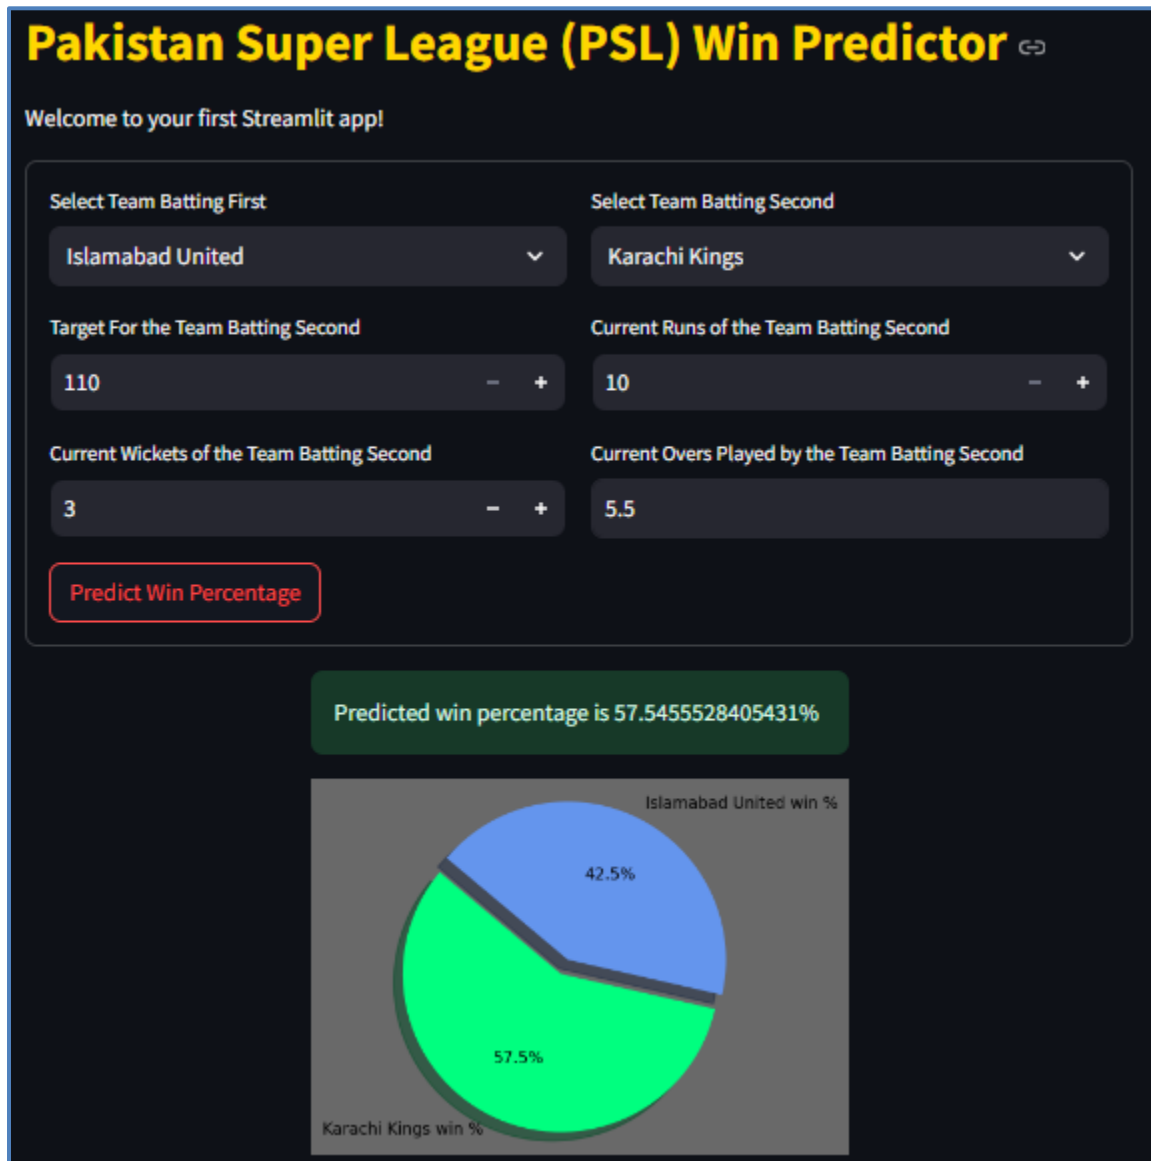 Pakistan Super League (PSL) Win Predictor
Welcome to your first Streamlit app!
Select Team Batting First
Select Team Batting Second
Islamabad United
Karachi Kings
Target For the Team Batting Second
Current Runs of the Team Batting Second
110
10
Current Wickets of the Team Batting Second
Current Overs Played by the Team Batting Second
3
5.5
Predict Win Percentage
Predicted win percentage is 57.5455528405431%
Islamabad United win %
42.5%
57.5%
Karachi Kings win %